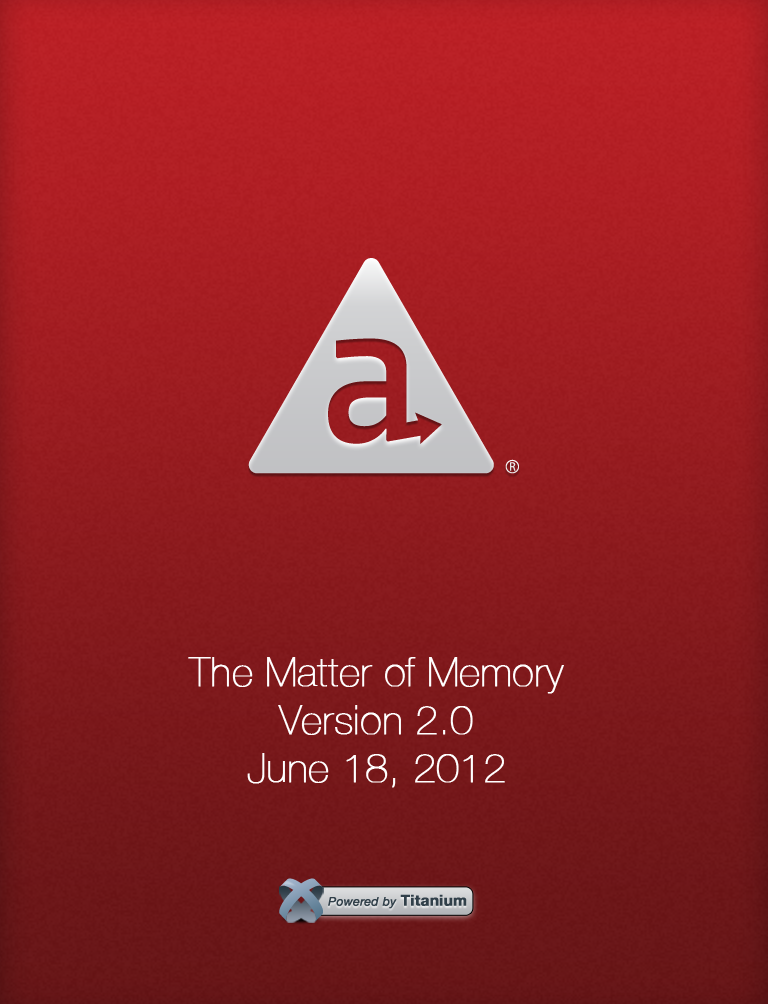 a
®
The Matter of Memory
Version 2.0
June 18, 2012
Powered by Titanium